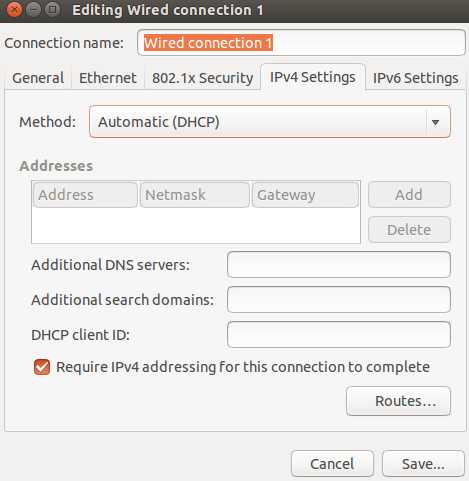 Editing Wired connection 1
Connection name: Wired connection 1
General Ethernet 802.1x Security IPv4 Settings IPv6 Settings
Method: Automatic (DHCP)
Addresses
Address Netmask Gateway Add
Delete
Additional DNS servers:
Additional search domains:
DHCP client ID:
Require IPv4 addressing for this connection to complete
Routes...
Cancel Save...